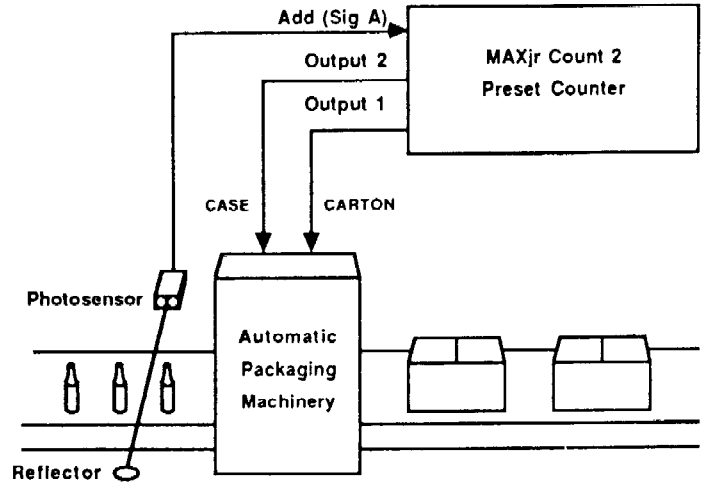 Add (Sig A)
Output 2
Output 1
MAXjr Count 2
Preset Counter
CASE
CARTON
Photosensor
Automatic
Packaging
Machinery
Reflector